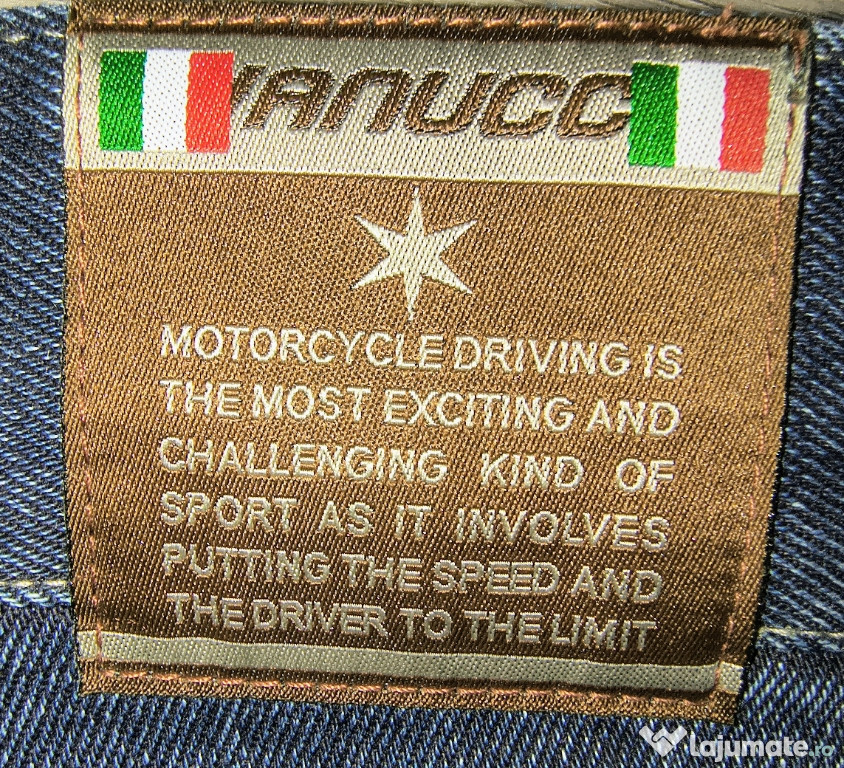 VANUCC
MOTORCYCLE DRIVING IS
THE MOST EXCITING AND
CHALLENGING KIND OF
SPORT AS IT INVOLVES
PUTTING THE SPEED AND
THE DRIVER TO THE LIMIT
Lajumate.ro